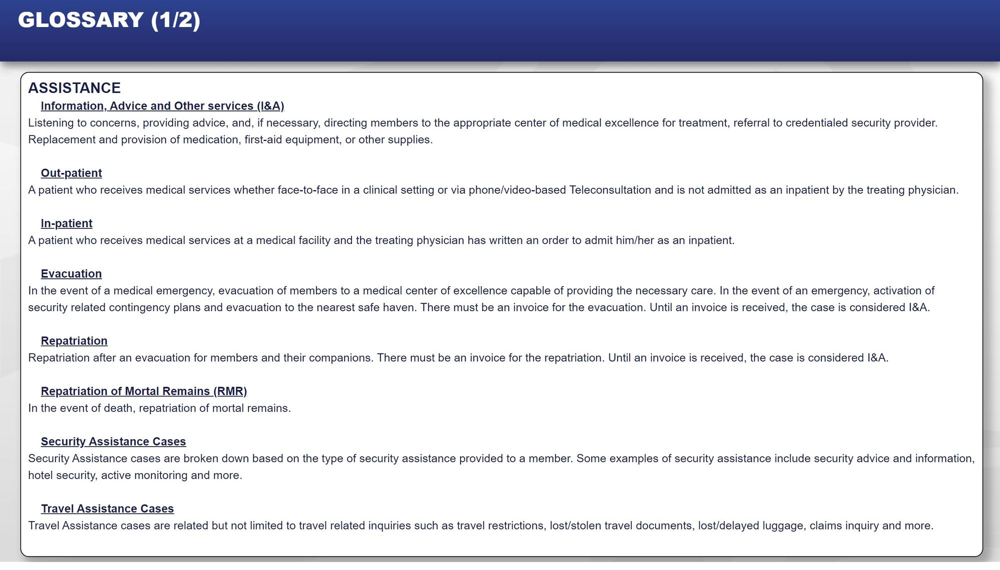 GLOSSARY (1/2)
ASSISTANCE
Information, Advice and Other services (I&A)
Listening to concerns, providing advice, and, if necessary, directing members to the appropriate center of medical excellence for treatment, referral to credentialed security provider.
Replacement and provision of medication, first-aid equipment, or other supplies.
Out-patient
A patient who receives medical services whether face-to-face in a clinical setting or via phone/video-based Teleconsultation and is not admitted as an inpatient by the treating physician.
In-patient
A patient who receives medical services at a medical facility and the treating physician has written an order to admit him/her as an inpatient.
Evacuation
In the event of a medical emergency, evacuation of members to a medical center of excellence capable of providing the necessary care. In the event of an emergency, activation of
security related contingency plans and evacuation to the nearest safe haven. There must be an invoice for the evacuation. Until an invoice is received, the case is considered I&A.
Repatriation
Repatriation after an evacuation for members and their companions. There must be an invoice for the repatriation. Until an invoice is received, the case is considered I&A.
Repatriation of Mortal Remains (RMR)
In the event of death, repatriation of mortal remains.
Security Assistance Cases
Security Assistance cases are broken down based on the type of security assistance provided to a member. Some examples of security assistance include security advice and information,
hotel security, active monitoring and more.
Travel Assistance Cases
Travel Assistance cases are related but not limited to travel related inquiries such as travel restrictions, lost/stolen travel documents, lost/delayed luggage, claims inquiry and more.